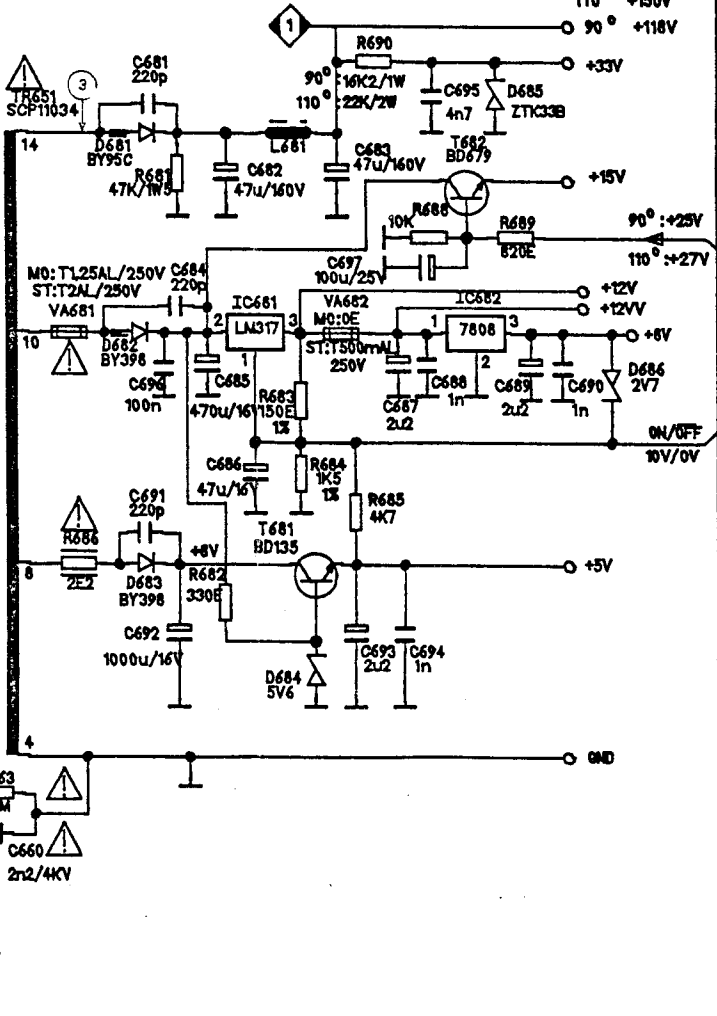 110° +130V
1
90° +118V
R690
+33V
C681
220p
3
TR651
SCP11034
90° 16K2/1W
110° 22K/2W
C695
4n7
D685
ZTK33B
14
D681
BY95C
R681
47K/1W5
L681
C682
47u/160V
C683
47u/160V
T682
BD679
+15V
R688
10K
R689
820E
90°:+25V
110°:+27V
C697
100u/25V
MO: T1,25AL/250V
ST:T2AL/250V
C684
220p
VA681
IC681
VA682
MO:0E
IC682
+12V
+12VV
10
D682
BY398
2 LM317 3
1
ST:T500mAL
250V
1 7808 3
2
+8V
C696
100n
C685
470u/16V
R683
150E
1%
C687
2u2
C688
1n
C689
2u2
C690
1n
D686
2V7
ON/OFF
10V/0V
C686
47u/16V
R684
1K5
1%
R685
4K7
C691
220p
R686
T681
BD135
8
2E2
D683
BY398
+8V
R682
330E
+5V
C692
1000u/16V
D684
5V6
C693
2u2
C694
1n
4
GND
63
M
C660
2n2/4KV